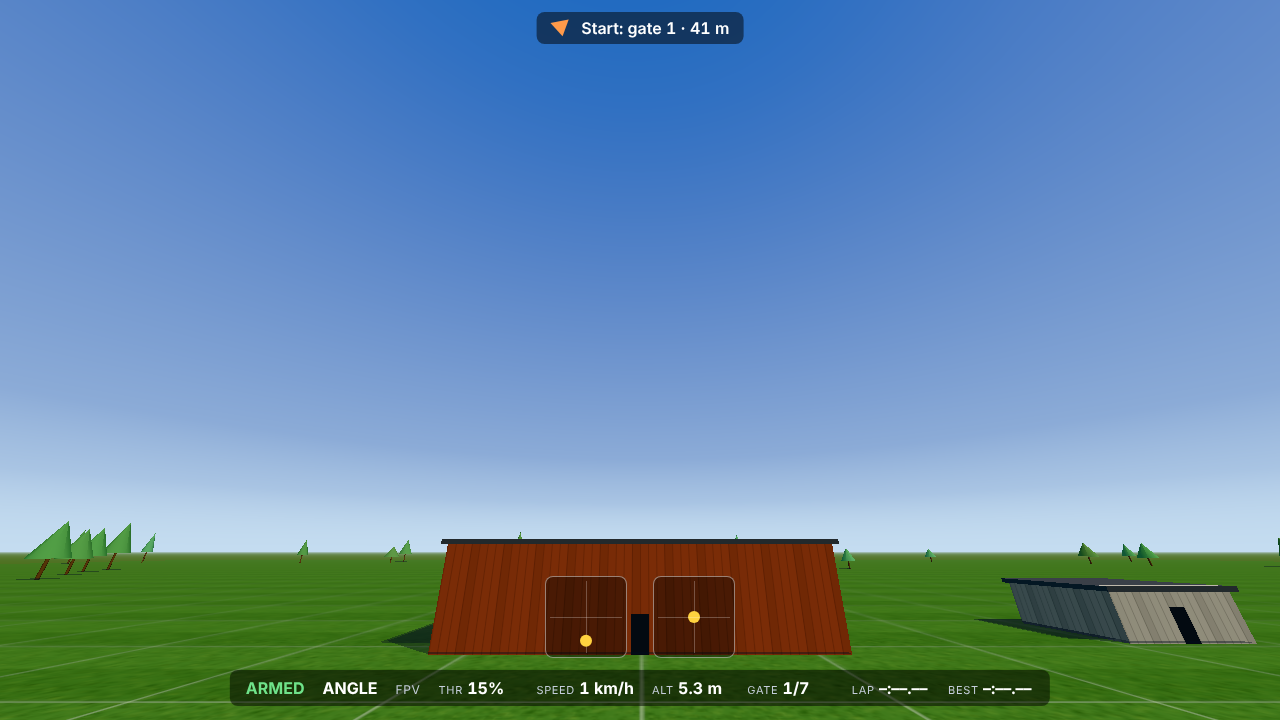 Start: gate 1 · 41 m
ARMED ANGLE FPV THR 15% SPEED 1 km/h ALT 5.3 m GATE 1/7 LAP –:––.–– BEST –:––.––